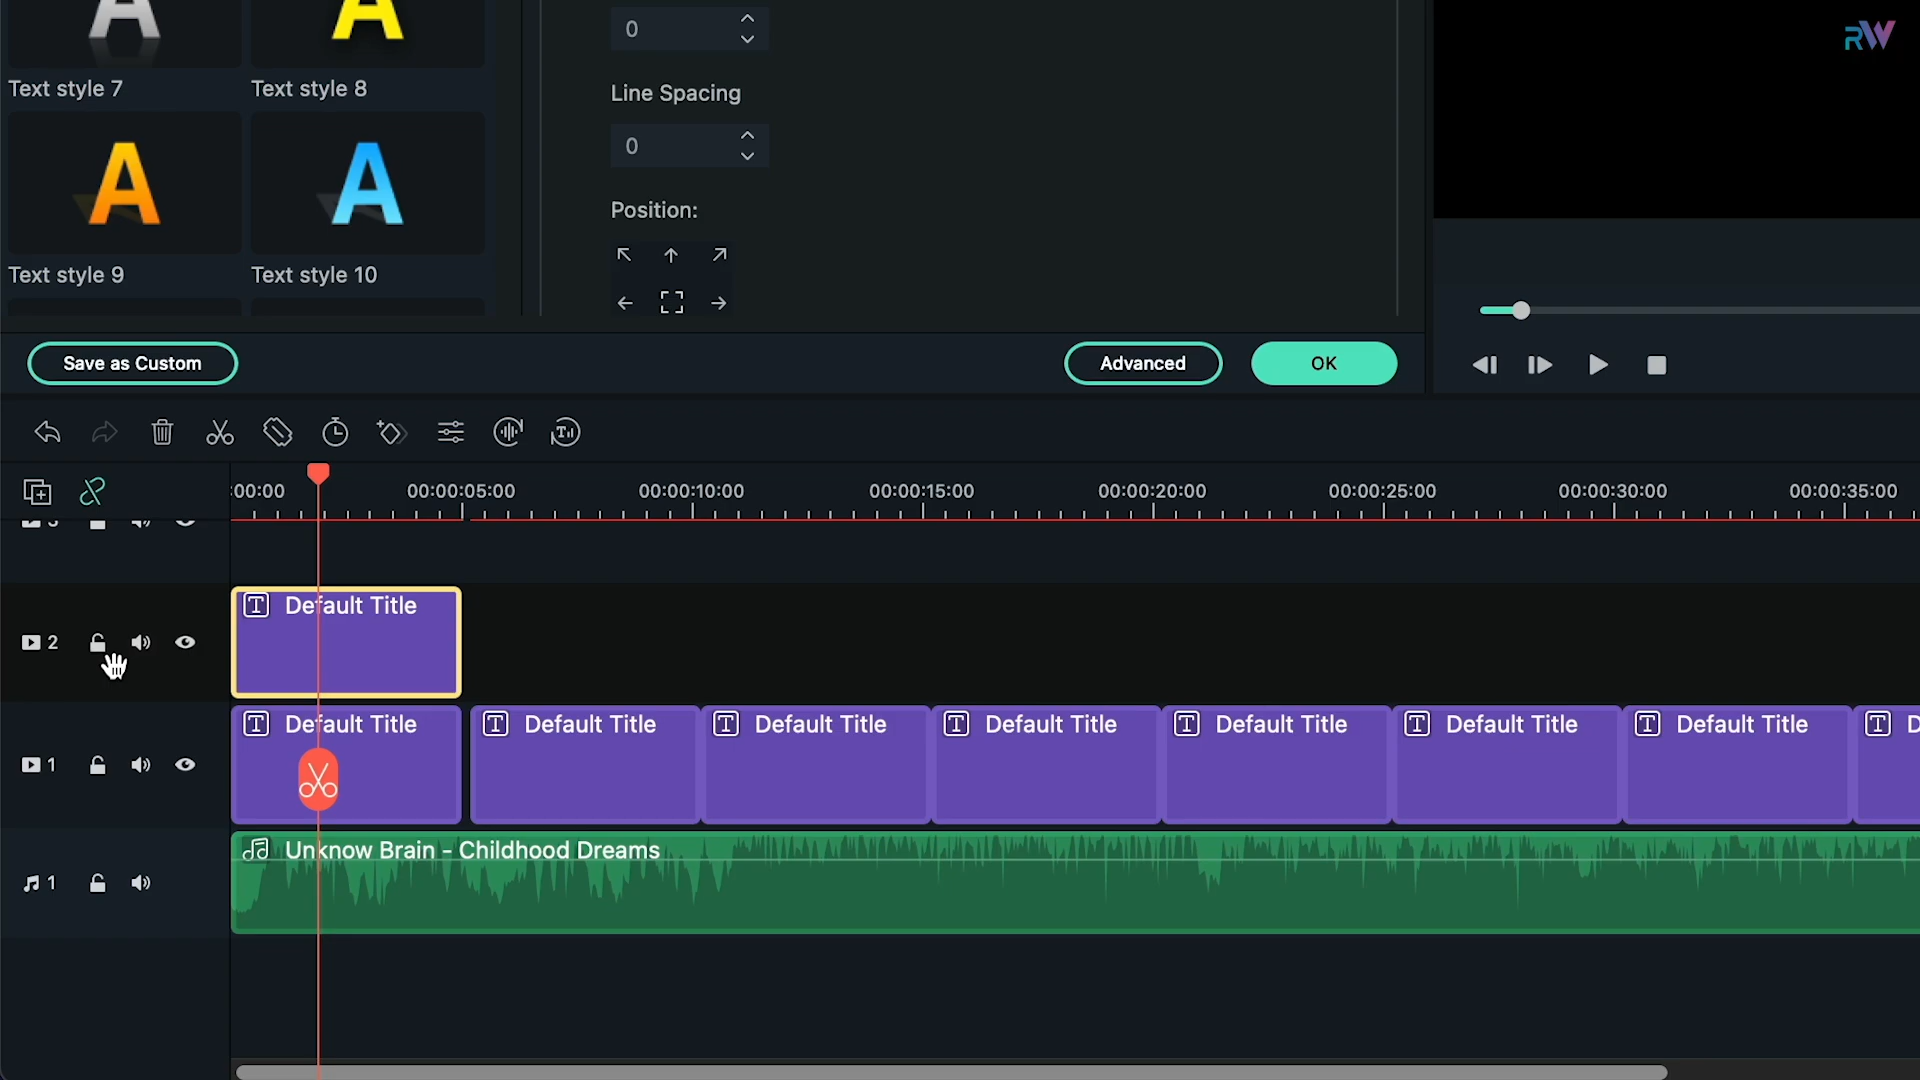 RW
0
Text style 7
Text style 8
Line Spacing
0
Position:
Text style 9
Text style 10
Save as Custom
Advanced
OK
:00:00
00:00:05:00
00:00:10:00
00:00:15:00
00:00:20:00
00:00:25:00
00:00:30:00
00:00:35:00
2
Default Title
1
Default Title
Default Title
Default Title
Default Title
Default Title
Default Title
Default Title
D
1
Unknow Brain - Childhood Dreams